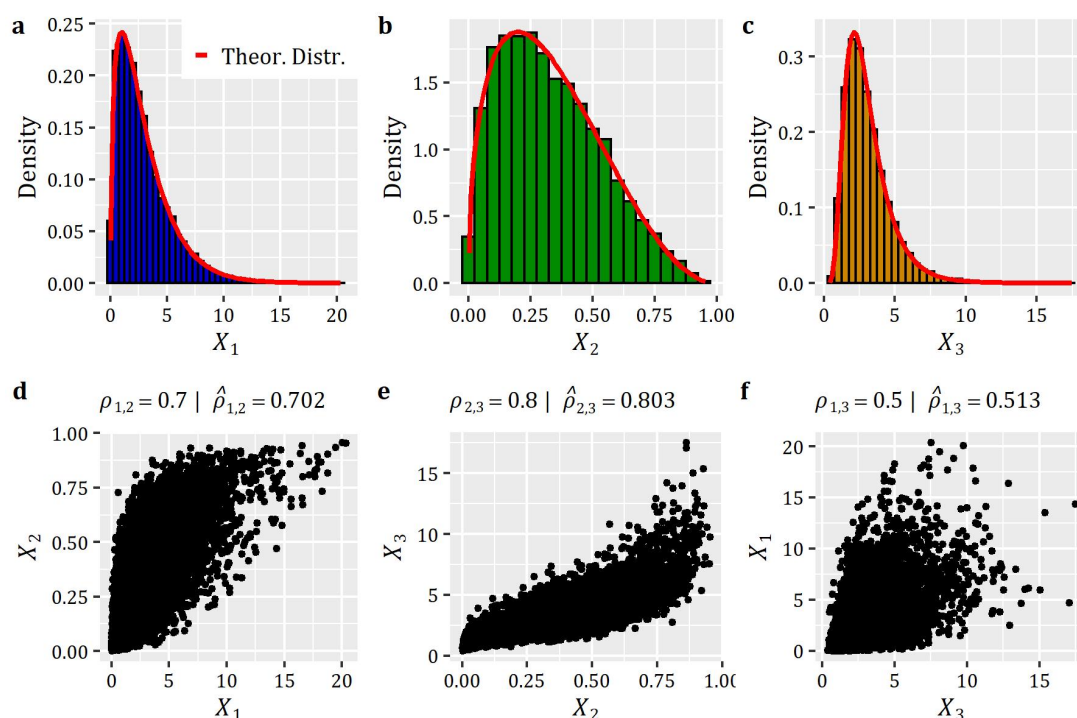 a
0.25
0.20
0.15
0.10
0.05
0.00
Density
0 5 10 15 20
X₁
Theor. Distr.
b
1.5
1.0
0.5
0.0
Density
0.00 0.25 0.50 0.75 1.00
X₂
c
0.3
0.2
0.1
0.0
Density
0 5 10 15
X₃
d
ρ₁,₂ = 0.7 | ρ̂₁,₂ = 0.702
1.00
0.75
0.50
0.25
0.00
X₂
0 5 10 15 20
X₁
e
ρ₂,₃ = 0.8 | ρ̂₂,₃ = 0.803
15
10
5
0
X₃
0.00 0.25 0.50 0.75 1.00
X₂
f
ρ₁,₃ = 0.5 | ρ̂₁,₃ = 0.513
20
15
10
5
0
X₁
0 5 10 15
X₃